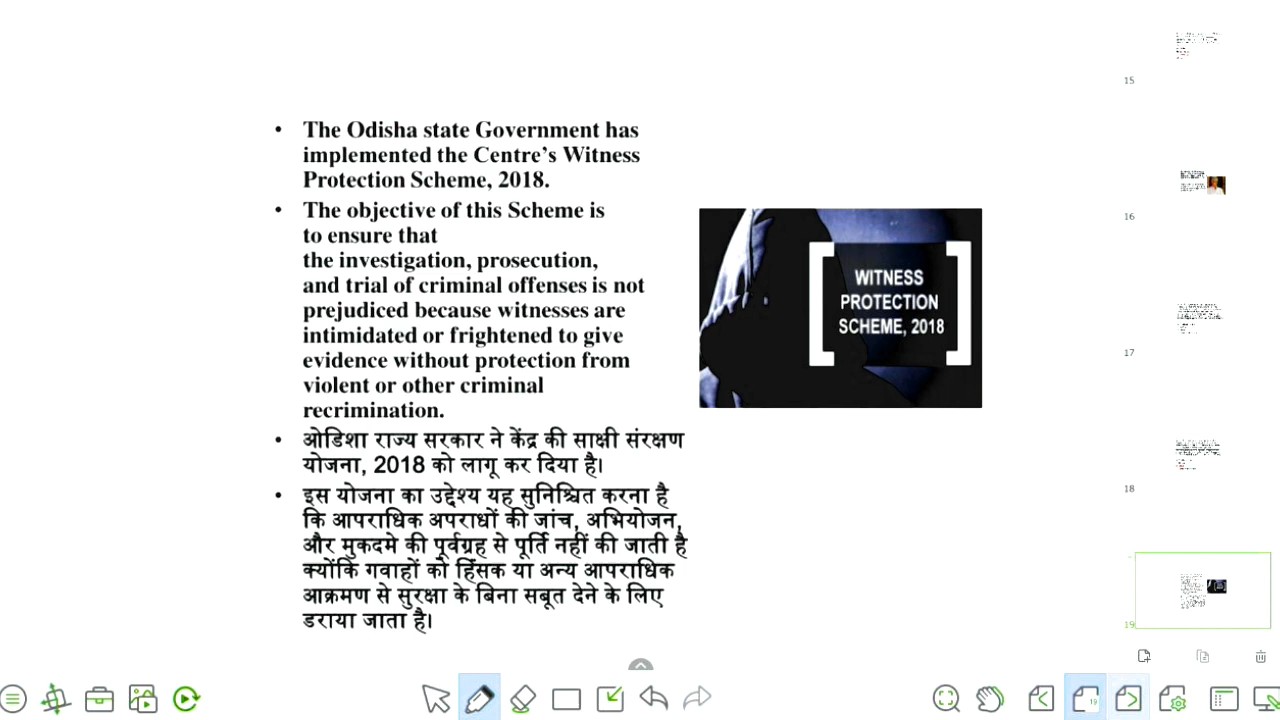 • The Odisha state Government has
implemented the Centre’s Witness
Protection Scheme, 2018.
• The objective of this Scheme is
to ensure that
the investigation, prosecution,
and trial of criminal offenses is not
prejudiced because witnesses are
intimidated or frightened to give
evidence without protection from
violent or other criminal
recrimination.
• ओडिशा राज्य सरकार ने केंद्र की साक्षी संरक्षण
योजना, 2018 को लागू कर दिया है।
• इस योजना का उद्देश्य यह सुनिश्चित करना है
कि आपराधिक अपराधों की जांच, अभियोजन,
और मुकदमे की पूर्वग्रह से पूर्ति नहीं की जाती है
क्योंकि गवाहों को हिंसक या अन्य आपराधिक
आक्रमण से सुरक्षा के बिना सबूत देने के लिए
डराया जाता है।
WITNESS
PROTECTION
SCHEME, 2018
15
16
17
18
19
19